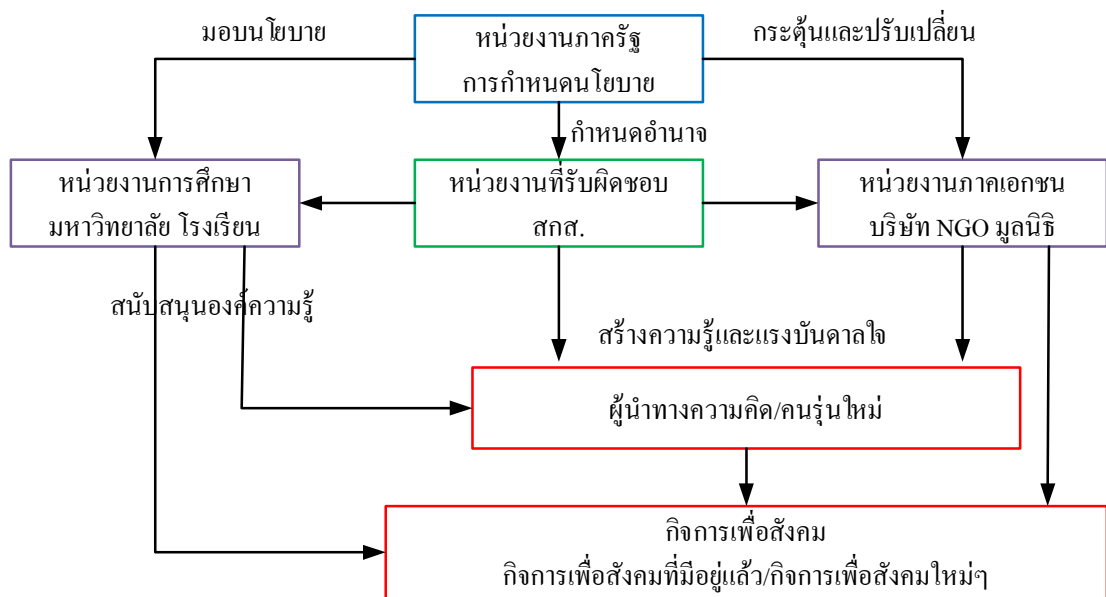 มอบนโยบาย
หน่วยงานภาครัฐ
การกำหนดนโยบาย
กระตุ้นและปรับเปลี่ยน
กำหนดอำนาจ
หน่วยงานการศึกษา
มหาวิทยาลัย โรงเรียน
หน่วยงานที่รับผิดชอบ
สกส.
หน่วยงานภาคเอกชน
บริษัท NGO มูลนิธิ
สนับสนุนองค์ความรู้
สร้างความรู้และแรงบันดาลใจ
ผู้นำทางความคิด/คนรุ่นใหม่
กิจการเพื่อสังคม
กิจการเพื่อสังคมที่มีอยู่แล้ว/กิจการเพื่อสังคมใหม่ๆ